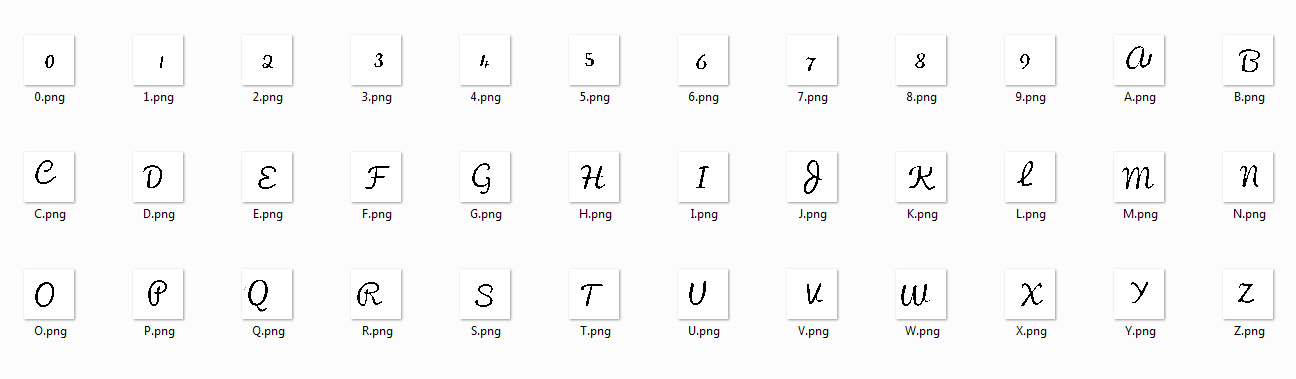 0 1 2 3 4 5 6 7 8 9 A B
0.png 1.png 2.png 3.png 4.png 5.png 6.png 7.png 8.png 9.png A.png B.png
C D E F G H I J K L M N
C.png D.png E.png F.png G.png H.png I.png J.png K.png L.png M.png N.png
O P Q R S T U V W X Y Z
O.png P.png Q.png R.png S.png T.png U.png V.png W.png X.png Y.png Z.png